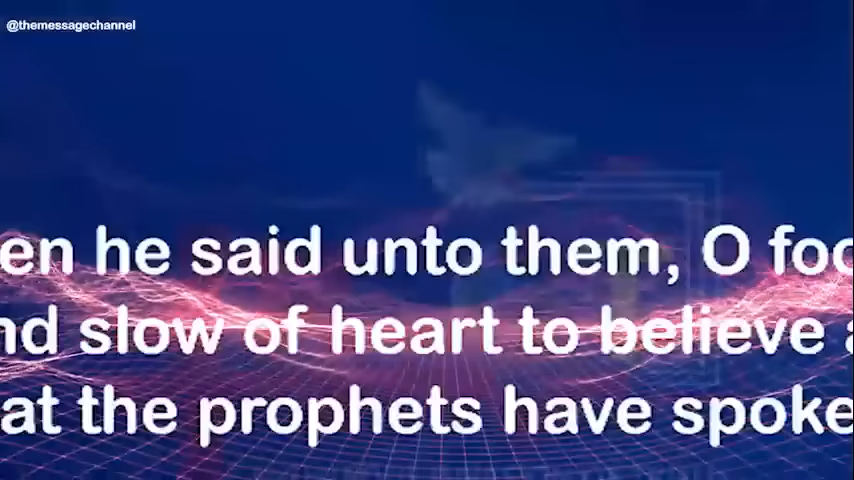 @themessagechannel
en he said unto them, O foo
nd slow of heart to believe a
at the prophets have spoke